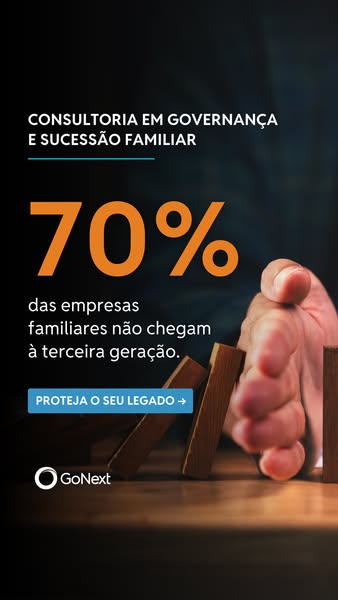 CONSULTORIA EM GOVERNANÇA
E SUCESSÃO FAMILIAR
70%
das empresas
familiares não chegam
à terceira geração.
PROTEJA O SEU LEGADO →
GoNext